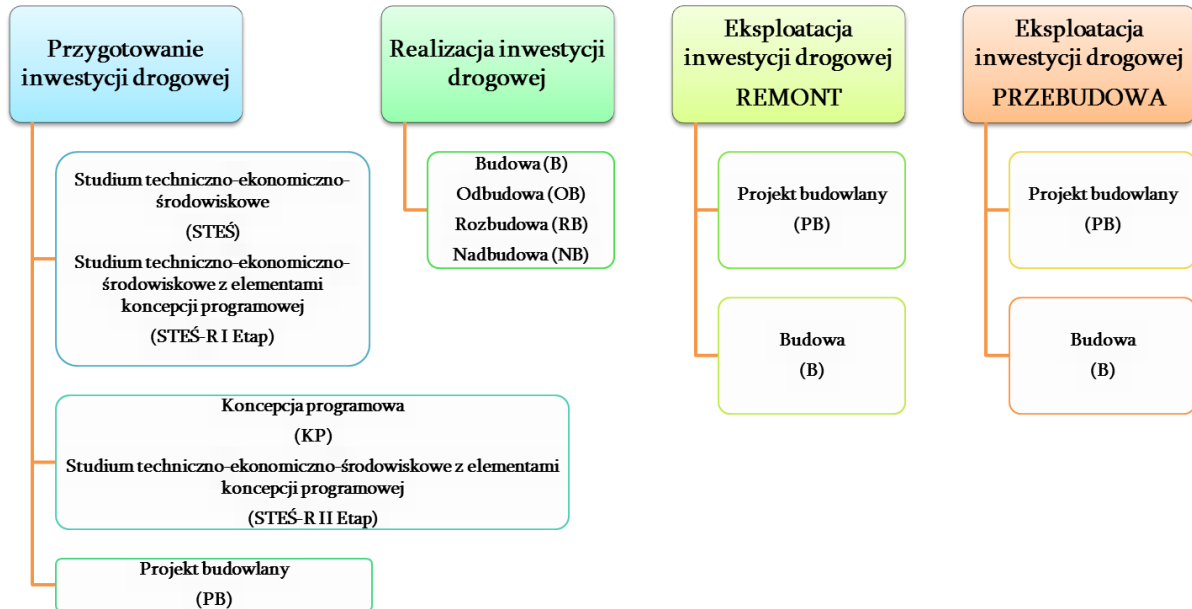 Przygotowanie
inwestycji drogowej
Studium techniczno-ekonomiczno-
środowiskowe
(STEŚ)
Studium techniczno-ekonomiczno-
środowiskowe z elementami
koncepcji programowej
(STEŚ-R I Etap)
Koncepcja programowa
(KP)
Studium techniczno-ekonomiczno-środowiskowe z elementami
koncepcji programowej
(STEŚ-R II Etap)
Projekt budowlany
(PB)
Realizacja inwestycji
drogowej
Budowa (B)
Odbudowa (OB)
Rozbudowa (RB)
Nadbudowa (NB)
Eksploatacja
inwestycji drogowej
REMONT
Projekt budowlany
(PB)
Budowa
(B)
Eksploatacja
inwestycji drogowej
PRZEBUDOWA
Projekt budowlany
(PB)
Budowa
(B)